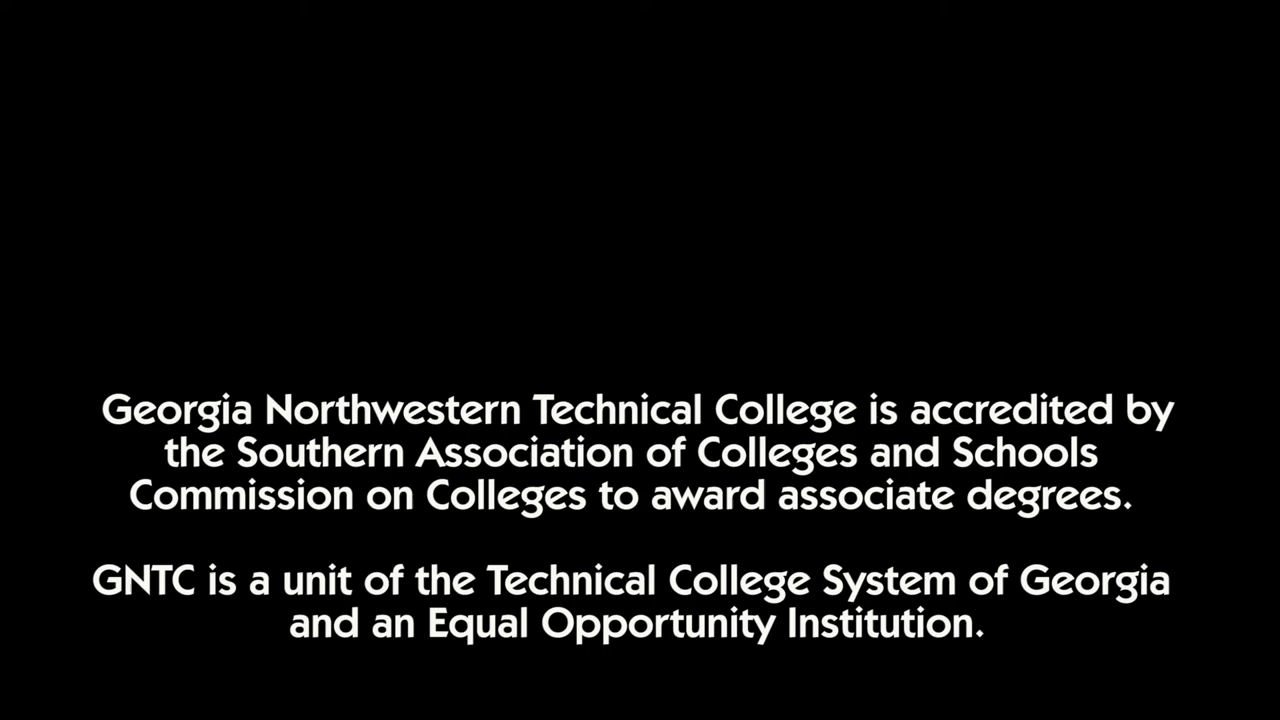 Georgia Northwestern Technical College is accredited by
the Southern Association of Colleges and Schools
Commission on Colleges to award associate degrees.
GNTC is a unit of the Technical College System of Georgia
and an Equal Opportunity Institution.